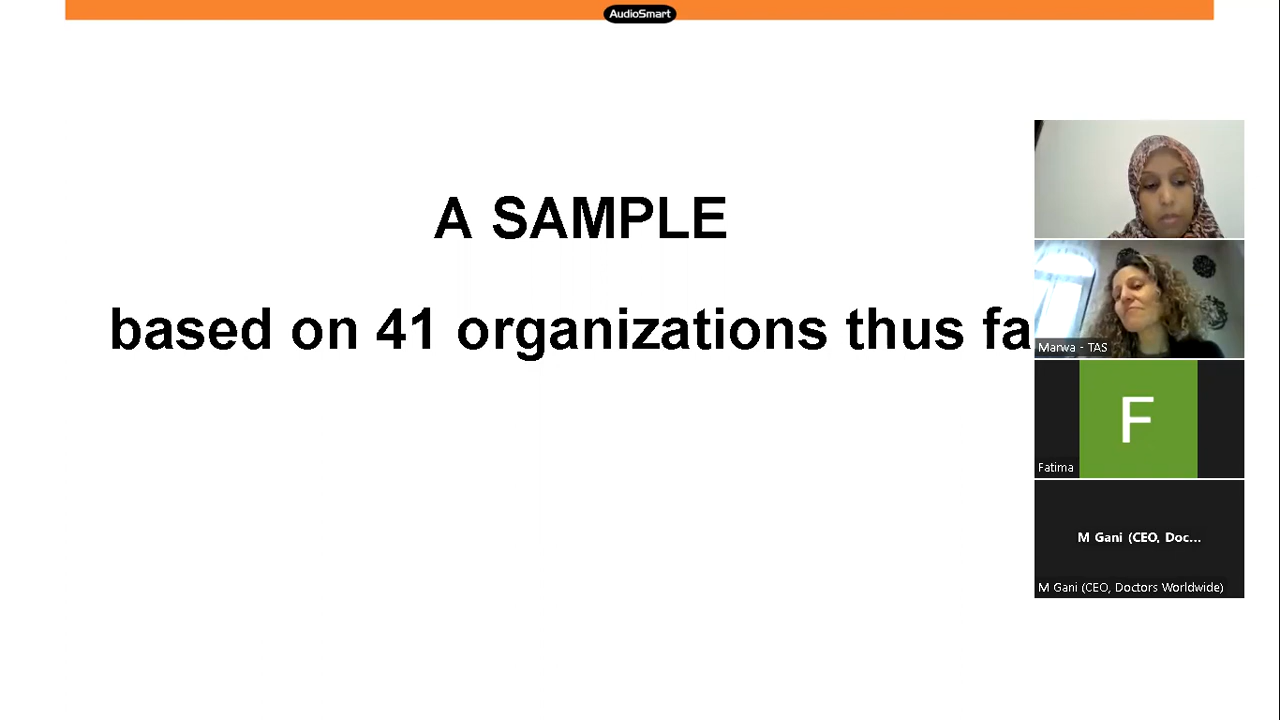 AudioSmart
A SAMPLE
based on 41 organizations thus fa
Marwa - TAS
F
Fatima
M Gani (CEO, Doc...
M Gani (CEO, Doctors Worldwide)